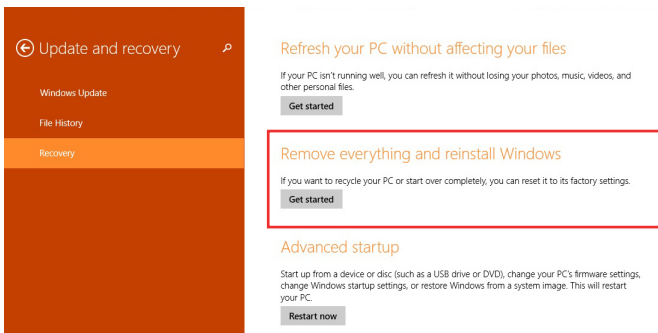 Update and recovery
Windows Update
File History
Recovery
Refresh your PC without affecting your files
If your PC isn't running well, you can refresh it without losing your photos, music, videos, and
other personal files.
Get started
Remove everything and reinstall Windows
If you want to recycle your PC or start over completely, you can reset it to its factory settings.
Get started
Advanced startup
Start up from a device or disc (such as a USB drive or DVD), change your PC's firmware settings,
change Windows startup settings, or restore Windows from a system image. This will restart
your PC.
Restart now